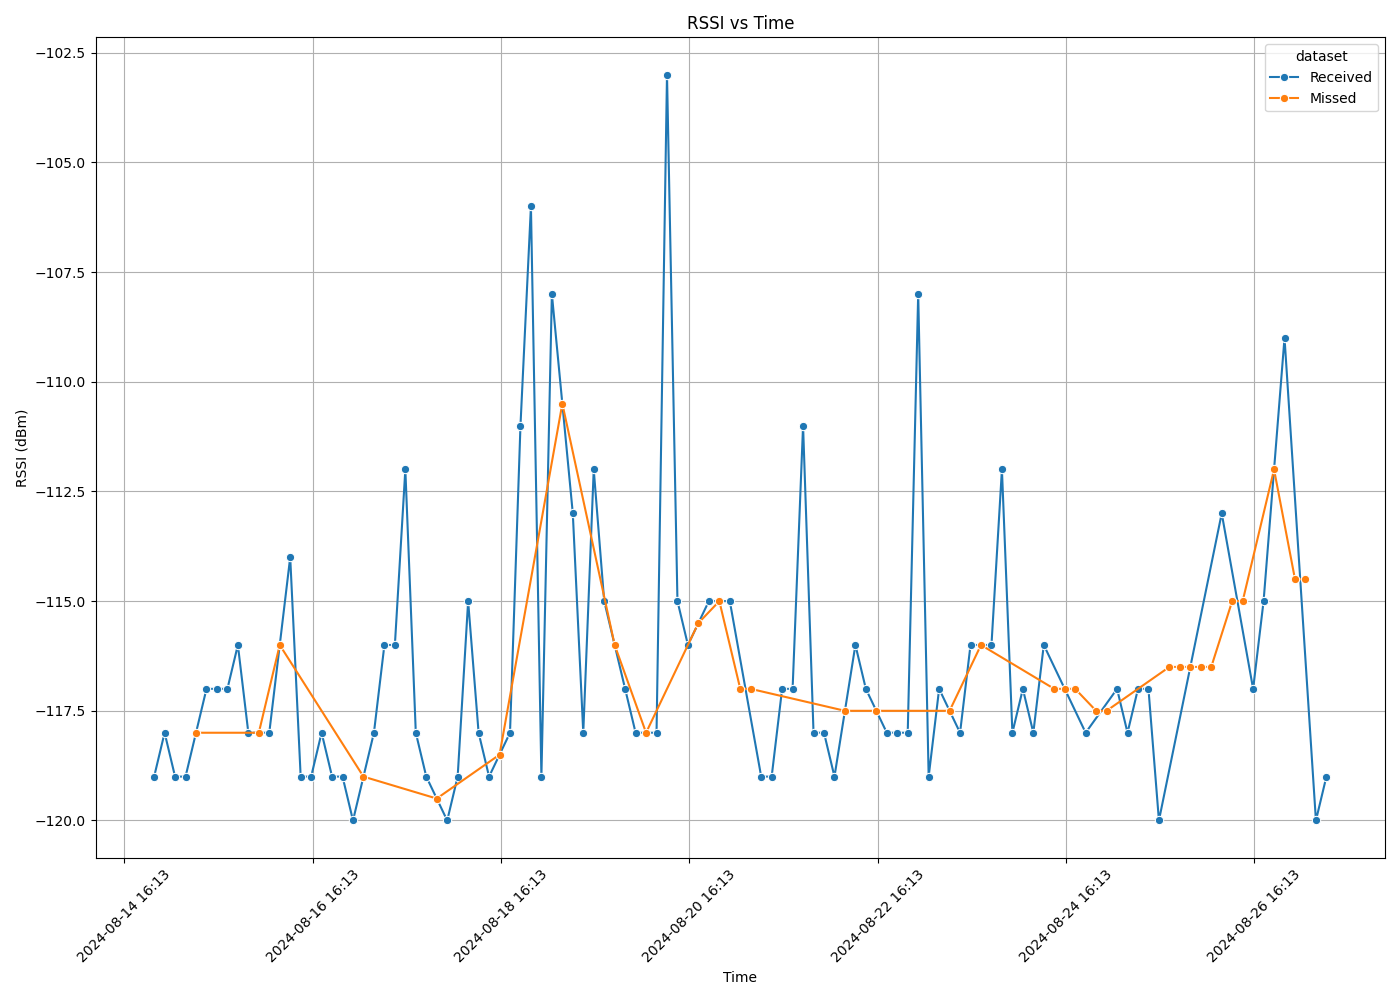 RSSI vs Time
dataset
Received
Missed
RSSI (dBm)
−102.5
−105.0
−107.5
−110.0
−112.5
−115.0
−117.5
−120.0
2024-08-14 16:13
2024-08-16 16:13
2024-08-18 16:13
2024-08-20 16:13
2024-08-22 16:13
2024-08-24 16:13
2024-08-26 16:13
Time